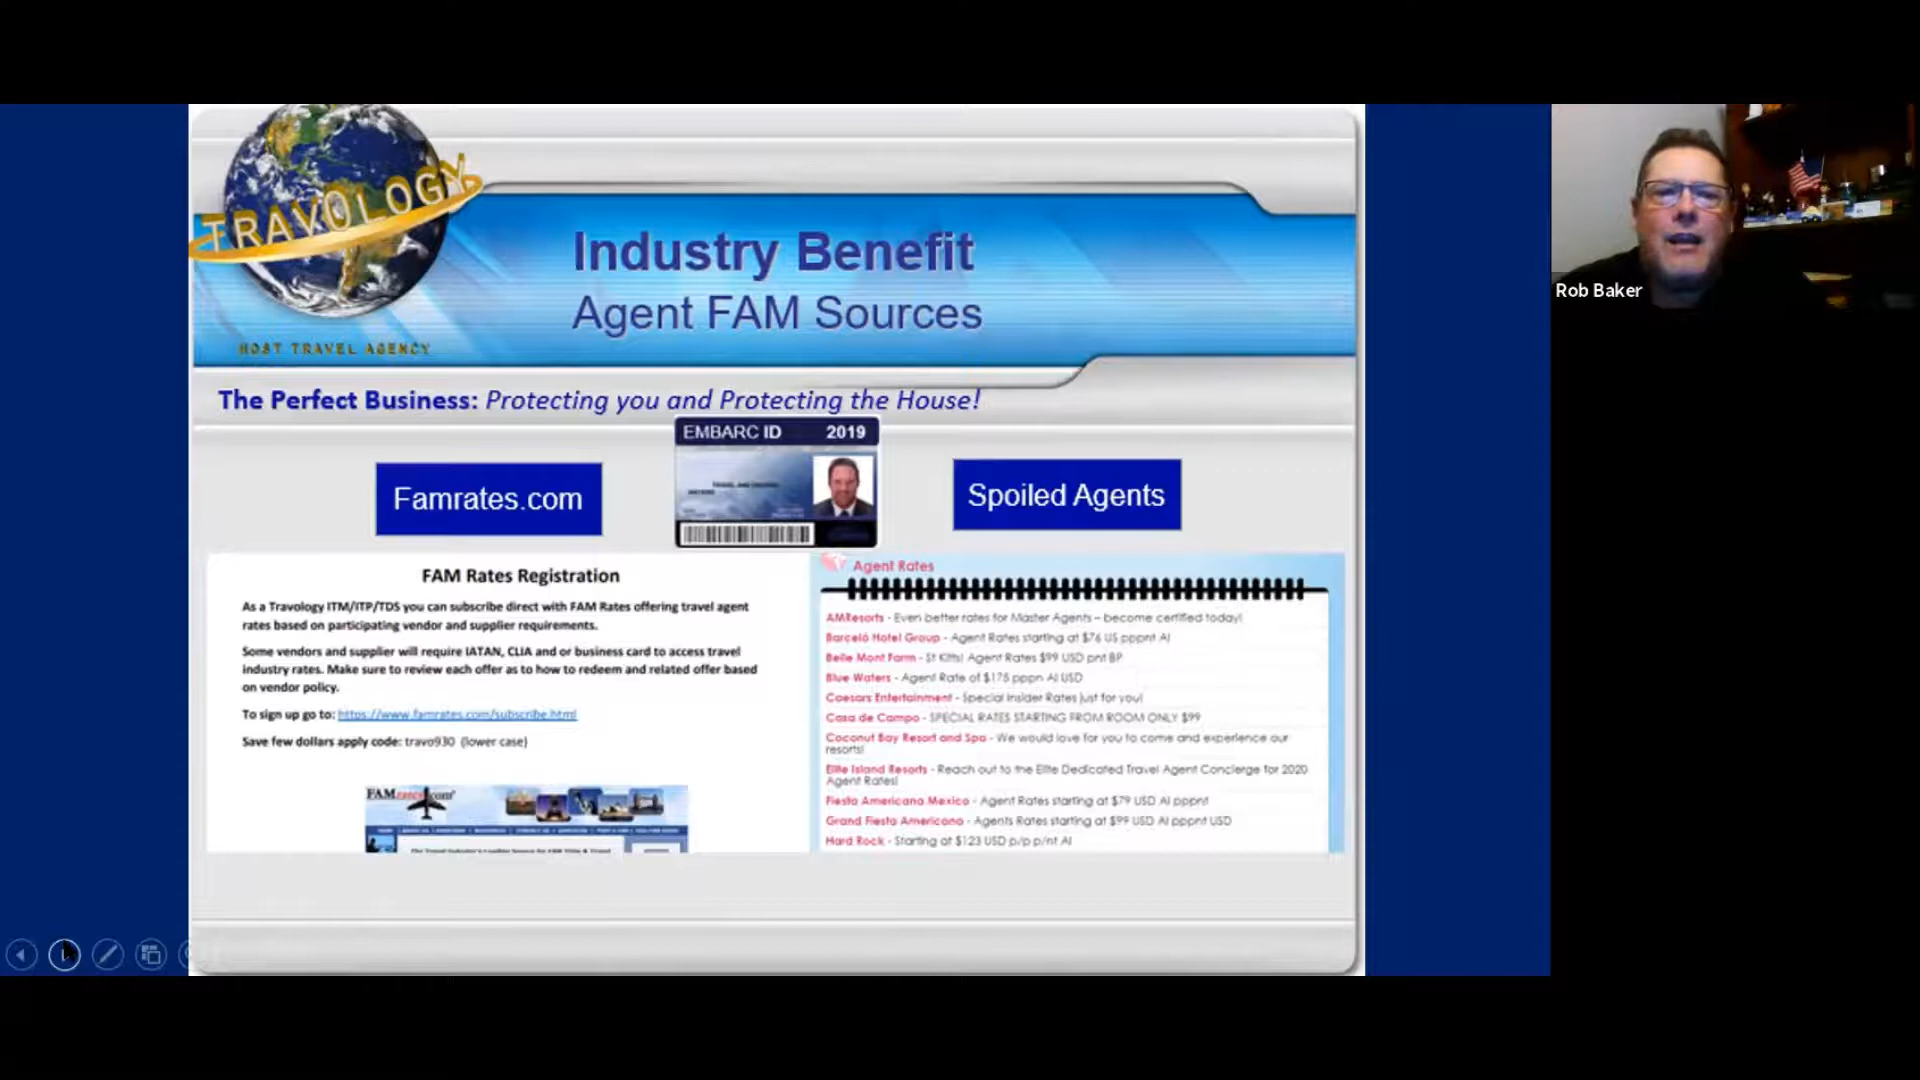 TRAVOLOGY
HOST TRAVEL AGENCY
Industry Benefit
Agent FAM Sources
The Perfect Business: Protecting you and Protecting the House!
Rob Baker
EMBARC ID 2019
Famrates.com
Spoiled Agents
FAM Rates Registration
As a Travology ITM/ITP/TDS you can subscribe direct with FAM Rates offering travel agent
rates based on participating vendor and supplier requirements.
Some vendors and supplier will require IATAN, CLIA and or business card to access travel
industry rates. Make sure to review each offer as to how to redeem and related offer based
on vendor policy.
To sign up go to: https://www.famrates.com/subscribe.html
Save few dollars apply code: travo930 (lower case)
FAMrates.com
Agent Rates
AMResorts - Even better rates for Master Agents – become certified today!
Barceló Hotel Group - Agent Rates starting at $76 US pppnt AI
Belle Mont Farm - St Kitts! Agent Rates $99 USD pnt BP
Blue Waters - Agent Rate of $175 pppn AI USD
Caesars Entertainment - Special Insider Rates just for you!
Casa de Campo - SPECIAL RATES STARTING FROM ROOM ONLY $99
Coconut Bay Resort and Spa - We would love for you to come and experience our
resorts!
Elite Island Resorts - Reach out to the Elite Dedicated Travel Agent Concierge for 2020
Agent Rates!
Fiesta Americana Mexico - Agent Rates starting at $79 USD AI pppnt
Grand Fiesta Americana - Agents Rates starting at $99 USD AI pppnt USD
Hard Rock - Starting at $123 USD p/p p/nt AI